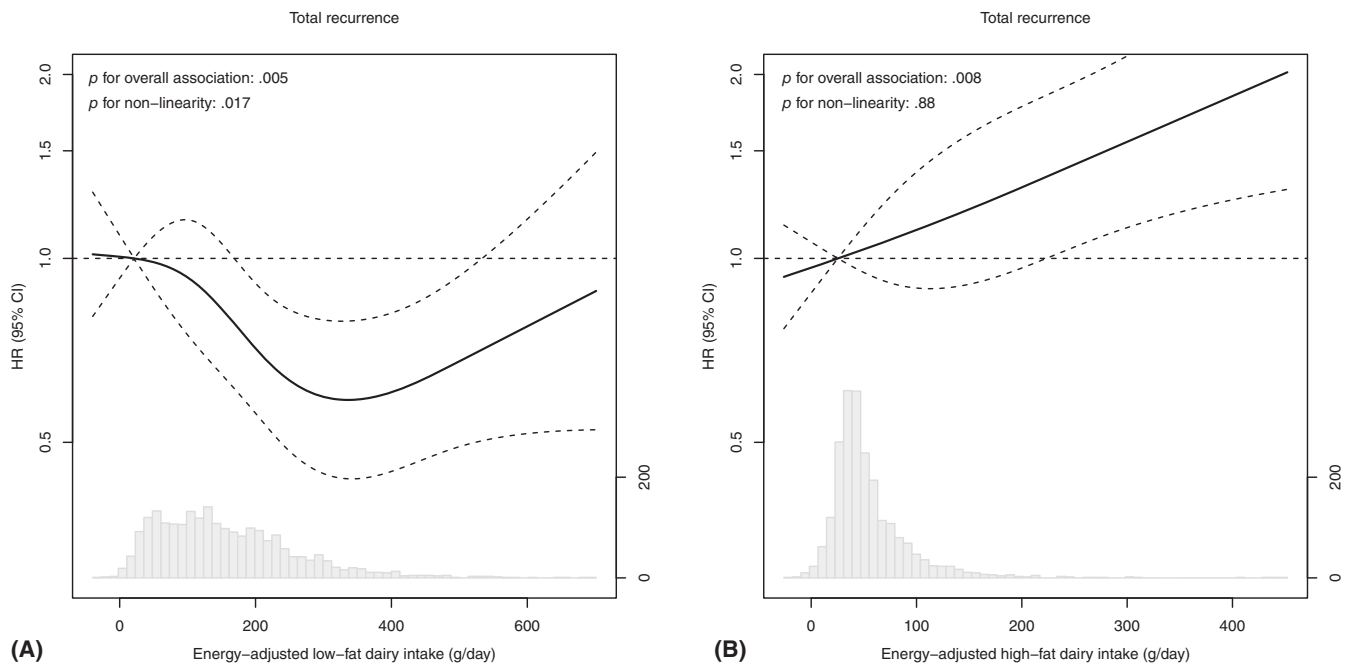 Total recurrence
p for overall association: .005
p for non−linearity: .017
2.0
1.5
1.0
0.5
HR (95% CI)
200
0
0
200
400
600
Energy−adjusted low−fat dairy intake (g/day)
(A)
Total recurrence
p for overall association: .008
p for non−linearity: .88
2.0
1.5
1.0
0.5
HR (95% CI)
200
0
0
100
200
300
400
Energy−adjusted high−fat dairy intake (g/day)
(B)